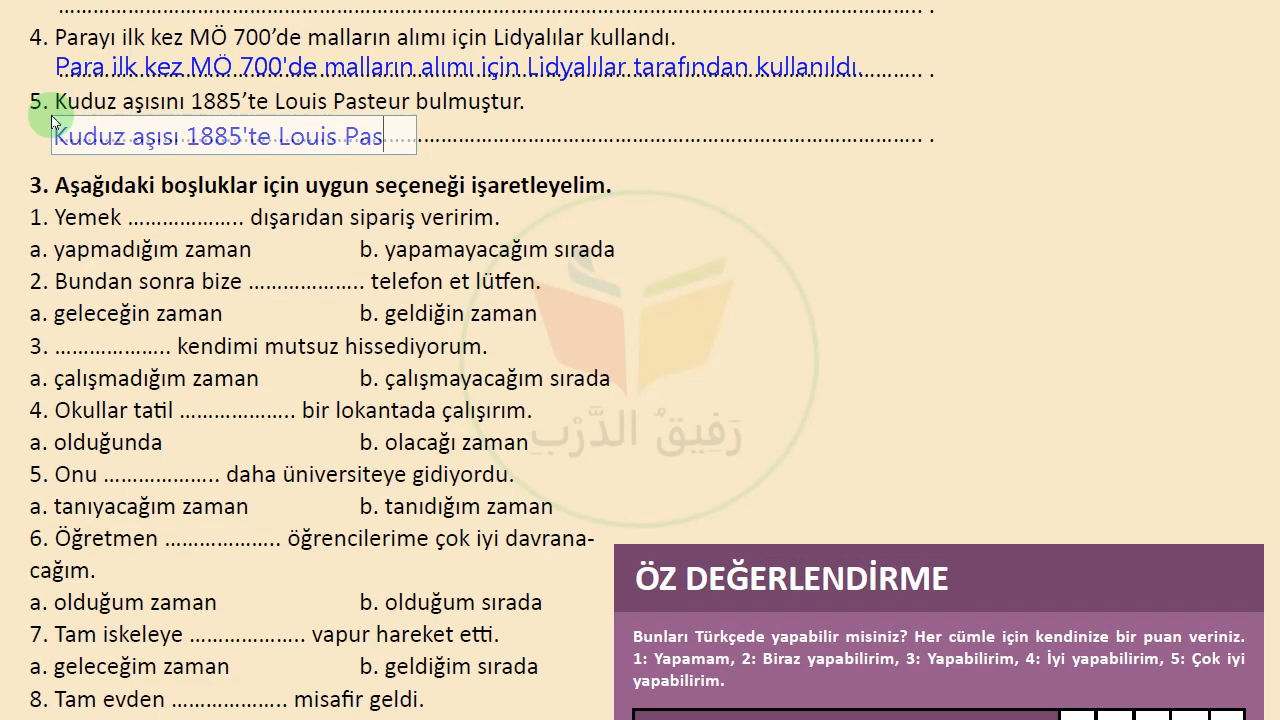 4. Parayı ilk kez MÖ 700’de malların alımı için Lidyalılar kullandı.
Para ilk kez MÖ 700'de malların alımı için Lidyalılar tarafından kullanıldı.
5. Kuduz aşısını 1885’te Louis Pasteur bulmuştur.
Kuduz aşısı 1885'te Louis Pas
3. Aşağıdaki boşluklar için uygun seçeneği işaretleyelim.
1. Yemek ……………….. dışarıdan sipariş veririm.
a. yapmadığım zaman b. yapamayacağım sırada
2. Bundan sonra bize ……………….. telefon et lütfen.
a. geleceğin zaman b. geldiğin zaman
3. ……………….. kendimi mutsuz hissediyorum.
a. çalışmadığım zaman b. çalışmayacağım sırada
4. Okullar tatil ……………….. bir lokantada çalışırım.
a. olduğunda b. olacağı zaman
رَفِيقُ الدَّرْبِ
5. Onu ……………….. daha üniversiteye gidiyordu.
a. tanıyacağım zaman b. tanıdığım zaman
6. Öğretmen ……………….. öğrencilerime çok iyi davrana-
cağım.
a. olduğum zaman b. olduğum sırada
7. Tam iskeleye ……………….. vapur hareket etti.
a. geleceğim zaman b. geldiğim sırada
8. Tam evden ……………….. misafir geldi.
ÖZ DEĞERLENDİRME
Bunları Türkçede yapabilir misiniz? Her cümle için kendinize bir puan veriniz.
1: Yapamam, 2: Biraz yapabilirim, 3: Yapabilirim, 4: İyi yapabilirim, 5: Çok iyi
yapabilirim.